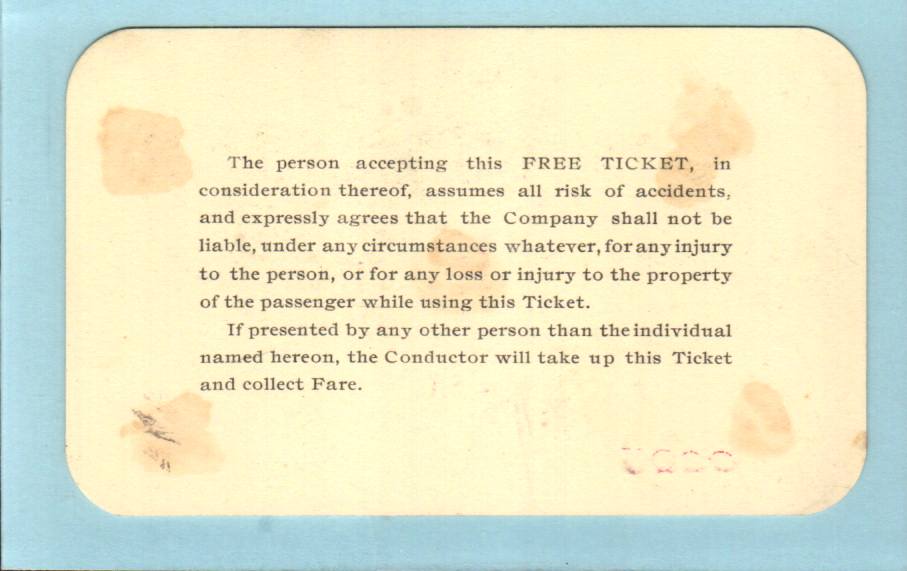 The person accepting this FREE TICKET, in
consideration thereof, assumes all risk of accidents,
and expressly agrees that the Company shall not be
liable, under any circumstances whatever, for any injury
to the person, or for any loss or injury to the property
of the passenger while using this Ticket.
If presented by any other person than the individual
named hereon, the Conductor will take up this Ticket
and collect Fare.